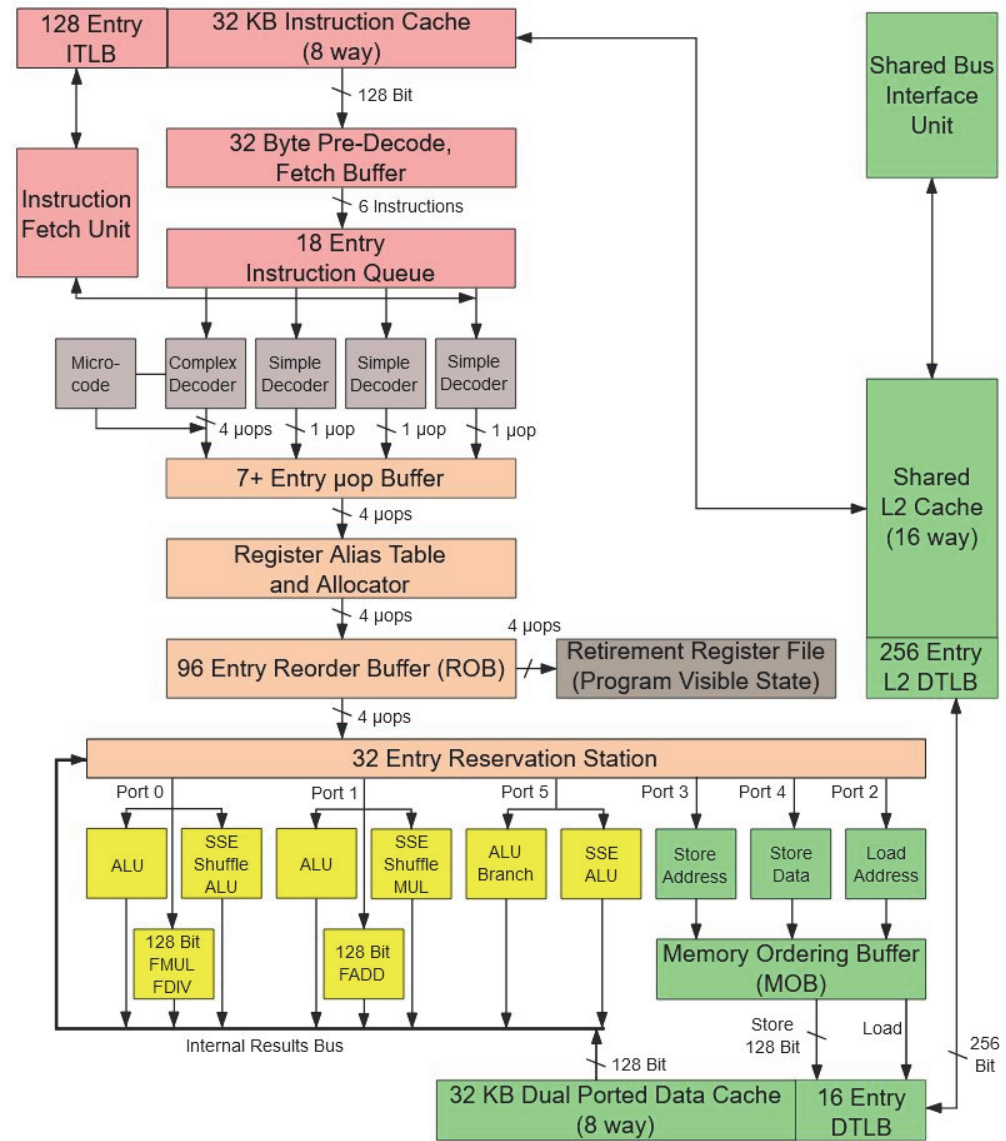 128 Entry
ITLB
32 KB Instruction Cache
(8 way)
Shared Bus
Interface
Unit
128 Bit
32 Byte Pre-Decode,
Fetch Buffer
Instruction
Fetch Unit
6 Instructions
18 Entry
Instruction Queue
Micro-
code
Complex
Decoder
Simple
Decoder
Simple
Decoder
Simple
Decoder
4 µops
1 µop
1 µop
1 µop
7+ Entry µop Buffer
4 µops
Register Alias Table
and Allocator
4 µops
4 µops
96 Entry Reorder Buffer (ROB)
Retirement Register File
(Program Visible State)
Shared
L2 Cache
(16 way)
256 Entry
L2 DTLB
4 µops
32 Entry Reservation Station
Port 0
Port 1
Port 5
Port 3
Port 4
Port 2
ALU
SSE
Shuffle
ALU
ALU
SSE
Shuffle
MUL
ALU
Branch
SSE
ALU
Store
Address
Store
Data
Load
Address
128 Bit
FMUL
FDIV
128 Bit
FADD
Memory Ordering Buffer
(MOB)
Internal Results Bus
Store
128 Bit
Load
128 Bit
256
Bit
32 KB Dual Ported Data Cache
(8 way)
16 Entry
DTLB